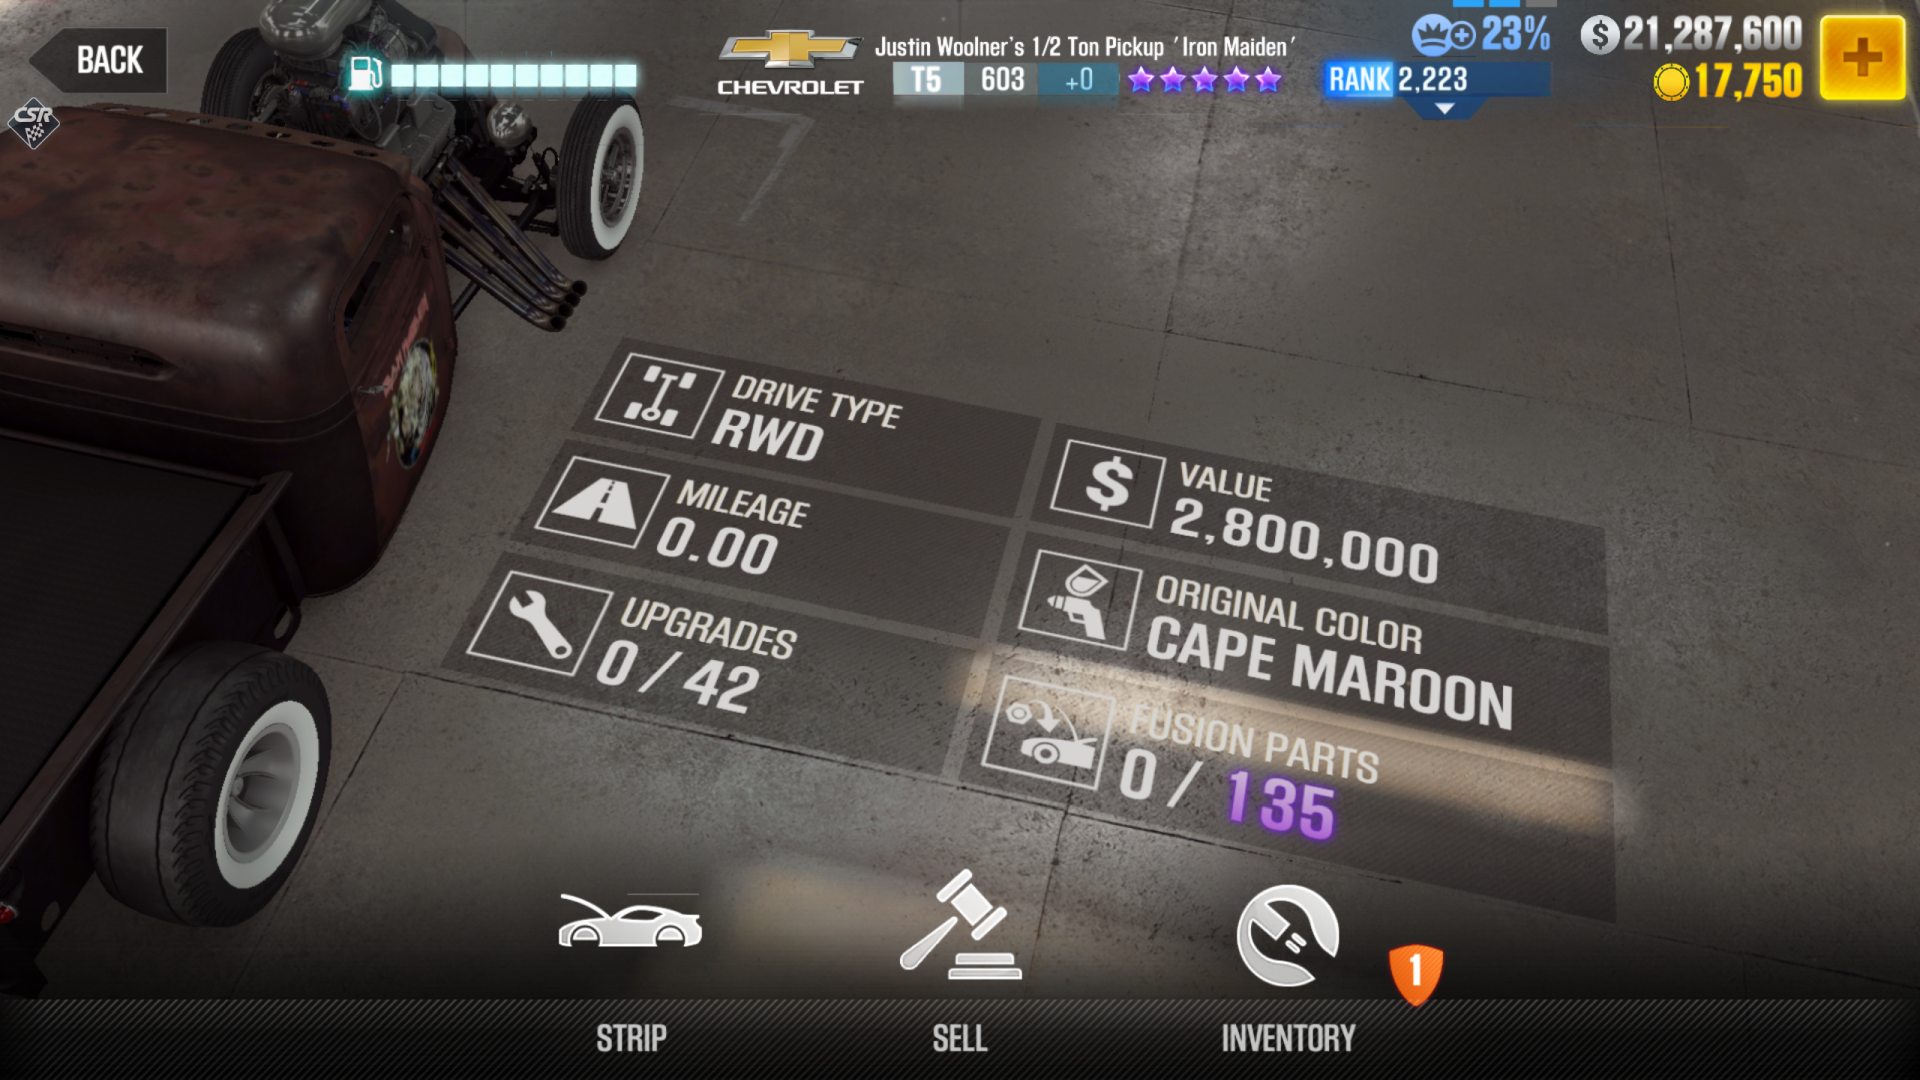 BACK
CSR
CHEVROLET
Justin Woolner's 1/2 Ton Pickup 'Iron Maiden'
T5 603 +0
RANK 2,223
23%
$ 21,287,600
17,750
DRIVE TYPE
RWD
MILEAGE
0.00
UPGRADES
0 / 42
$ VALUE
2,800,000
ORIGINAL COLOR
CAPE MAROON
FUSION PARTS
0 / 135
1
STRIP
SELL
INVENTORY